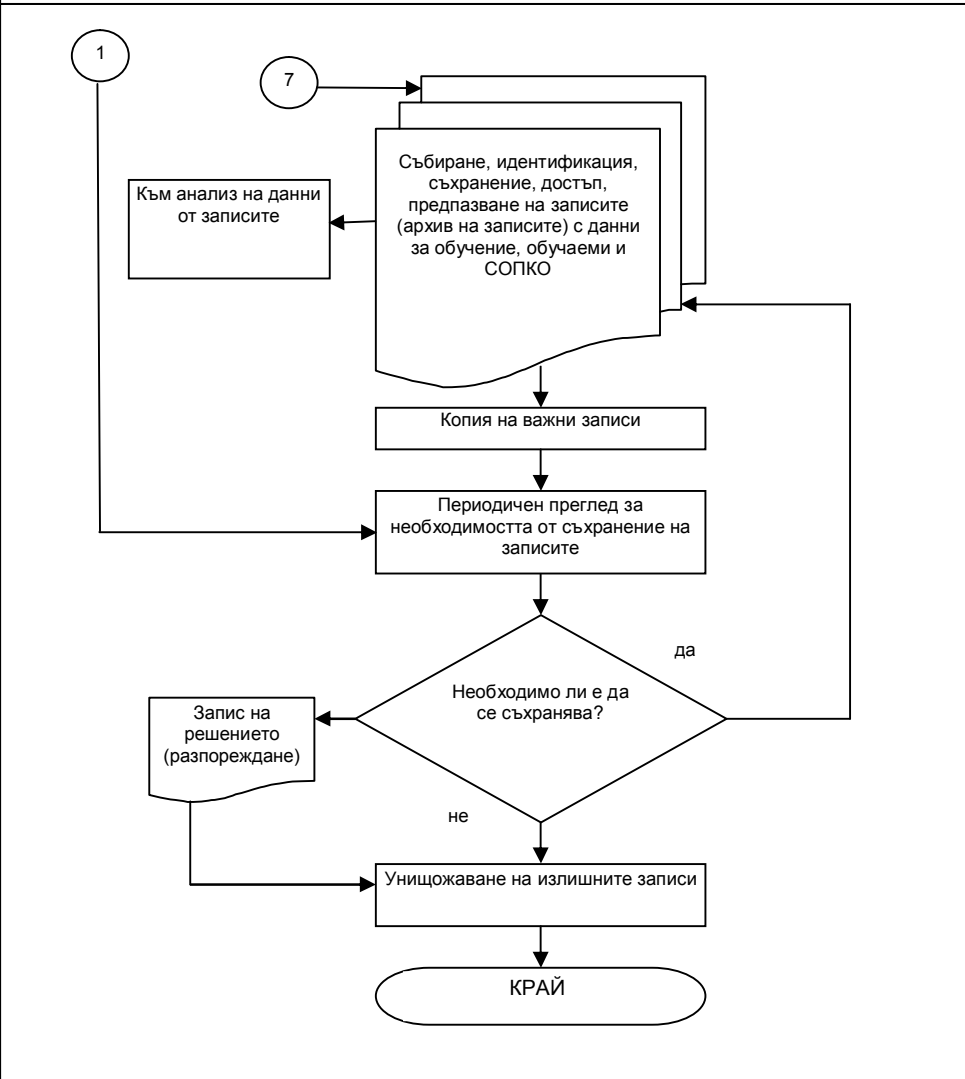 1
7
Събиране, идентификация,
съхранение, достъп,
предпазване на записите
(архив на записите) с данни
за обучение, обучаеми и
СОПКО
Към анализ на данни
от записите
Копия на важни записи
Периодичен преглед за
необходимостта от съхранение на
записите
да
Необходимо ли е да
се съхранява?
Запис на
решението
(разпореждане)
не
Унищожаване на излишните записи
КРАЙ